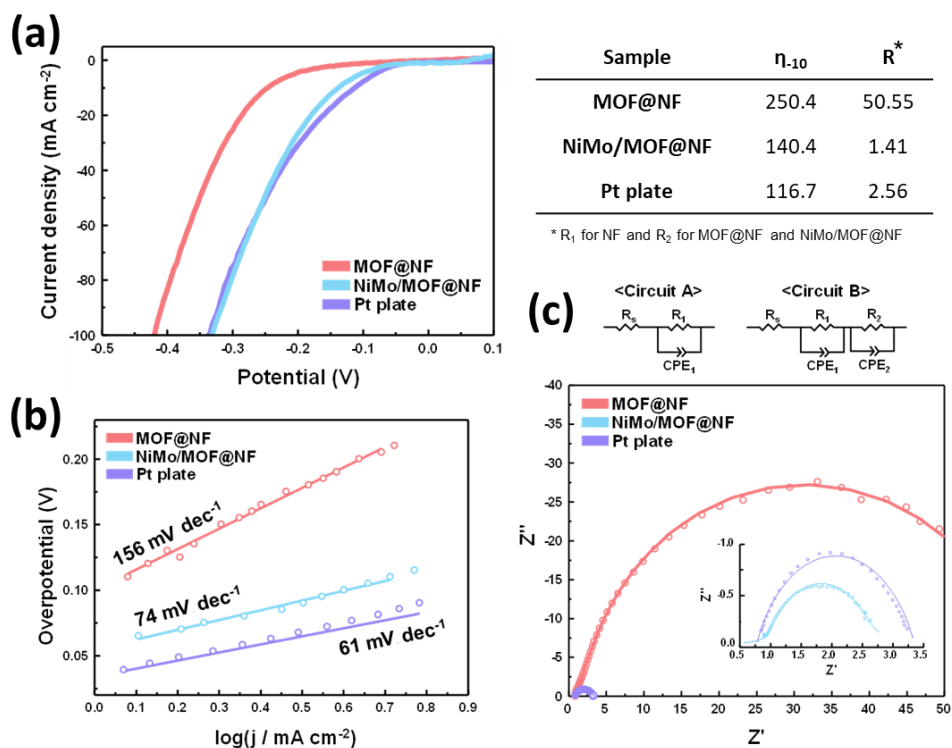 (a)
Current density (mA cm⁻²)
0
-20
-40
-60
-80
-100
MOF@NF
NiMo/MOF@NF
Pt plate
-0.5 -0.4 -0.3 -0.2 -0.1 0.0 0.1
Potential (V)
Sample η₋₁₀ R*
MOF@NF 250.4 50.55
NiMo/MOF@NF 140.4 1.41
Pt plate 116.7 2.56
* R₁ for NF and R₂ for MOF@NF and NiMo/MOF@NF
(b)
Overpotential (V)
0.20
0.15
0.10
0.05
MOF@NF
NiMo/MOF@NF
Pt plate
156 mV dec⁻¹
74 mV dec⁻¹
61 mV dec⁻¹
0.0 0.1 0.2 0.3 0.4 0.5 0.6 0.7 0.8 0.9
log(j / mA cm⁻²)
(c)
<Circuit A> <Circuit B>
Rₛ R₁ Rₛ R₁ R₂
CPE₁ CPE₁ CPE₂
Z''
-40
-35
-30
-25
-20
-15
-10
-5
0
MOF@NF
NiMo/MOF@NF
Pt plate
Z''
-1.0
-0.5
-0.0
0.5 1.0 1.5 2.0 2.5 3.0 3.5
Z'
0 5 10 15 20 25 30 35 40 45 50
Z'